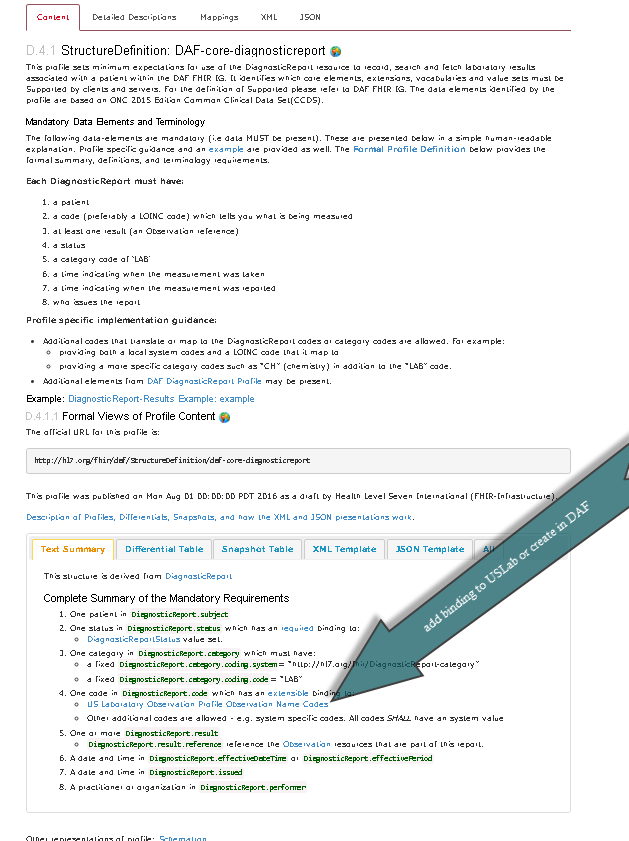 Content Detailed Descriptions Mappings XML JSON
D.4.1 StructureDefinition: DAF-core-diagnosticreport
This profile sets minimum expectations for use of the DiagnosticReport resource to record, search and fetch laboratory results
associated with a patient within the DAF FHIR IG. It identifies which core elements, extensions, vocabularies and value sets must be
Supported by clients and servers. For the definition of Supported please refer to DAF FHIR IG. The data elements identified by the
profile are based on ONC 2015 Edition Common Clinical Data Set(CCDS).
Mandatory Data Elements and Terminology
The following data-elements are mandatory (i.e data MUST be present). These are presented below in a simple human-readable
explanation. Profile specific guidance and an example are provided as well. The Formal Profile Definition below provides the
formal summary, definitions, and terminology requirements.
Each DiagnosticReport must have:
1. a patient
2. a code (preferably a LOINC code) which tells you what is being measured
3. at least one result (an Observation reference)
4. a status
5. a category code of 'LAB'
6. a time indicating when the measurement was taken
7. a time indicating when the measurement was reported
8. who issues the report
Profile specific implementation guidance:
• Additional codes that translate or map to the DiagnosticReport codes or category codes are allowed. For example:
◦ providing both a local system codes and a LOINC code that it map to
◦ providing a more specific category codes such as "CH" (chemistry) in addition to the "LAB" code.
• Additional elements from DAF DiagnosticReport Profile may be present.
Example: DiagnosticReport-Results Example: example
D.4.1.1 Formal Views of Profile Content
The official URL for this profile is:
http://hl7.org/fhir/daf/StructureDefinition/daf-core-diagnosticreport
This profile was published on Mon Aug 01 00:00:00 PDT 2016 as a draft by Health Level Seven International (FHIR-Infrastructure).
Description of Profiles, Differentials, Snapshots, and how the XML and JSON presentations work.
add binding to USLab or create in DAF
Text Summary Differential Table Snapshot Table XML Template JSON Template All
This structure is derived from DiagnosticReport
Complete Summary of the Mandatory Requirements
1. One patient in DiagnosticReport.subject
2. One status in DiagnosticReport.status which has an required binding to:
◦ DiagnosticReportStatus value set.
3. One category in DiagnosticReport.category which must have:
◦ a fixed DiagnosticReport.category.coding.system= "http://hl7.org/fhir/DiagnosticReport-category"
◦ a fixed DiagnosticReport.category.coding.code= "LAB"
4. One code in DiagnosticReport.code which has an extensible binding to:
◦ US Laboratory Observation Profile Observation Name Codes
◦ Other additional codes are allowed - e.g. system specific codes. All codes SHALL have an system value
5. One or more DiagnosticReport.result
◦ DiagnosticReport.result.reference reference the Observation resources that are part of this report.
6. A date and time in DiagnosticReport.effectiveDateTime or DiagnosticReport.effectivePeriod
7. A date and time in DiagnosticReport.issued
8. A practitioner or organization in DiagnosticReport.performer
Other representations of profile: Schematron